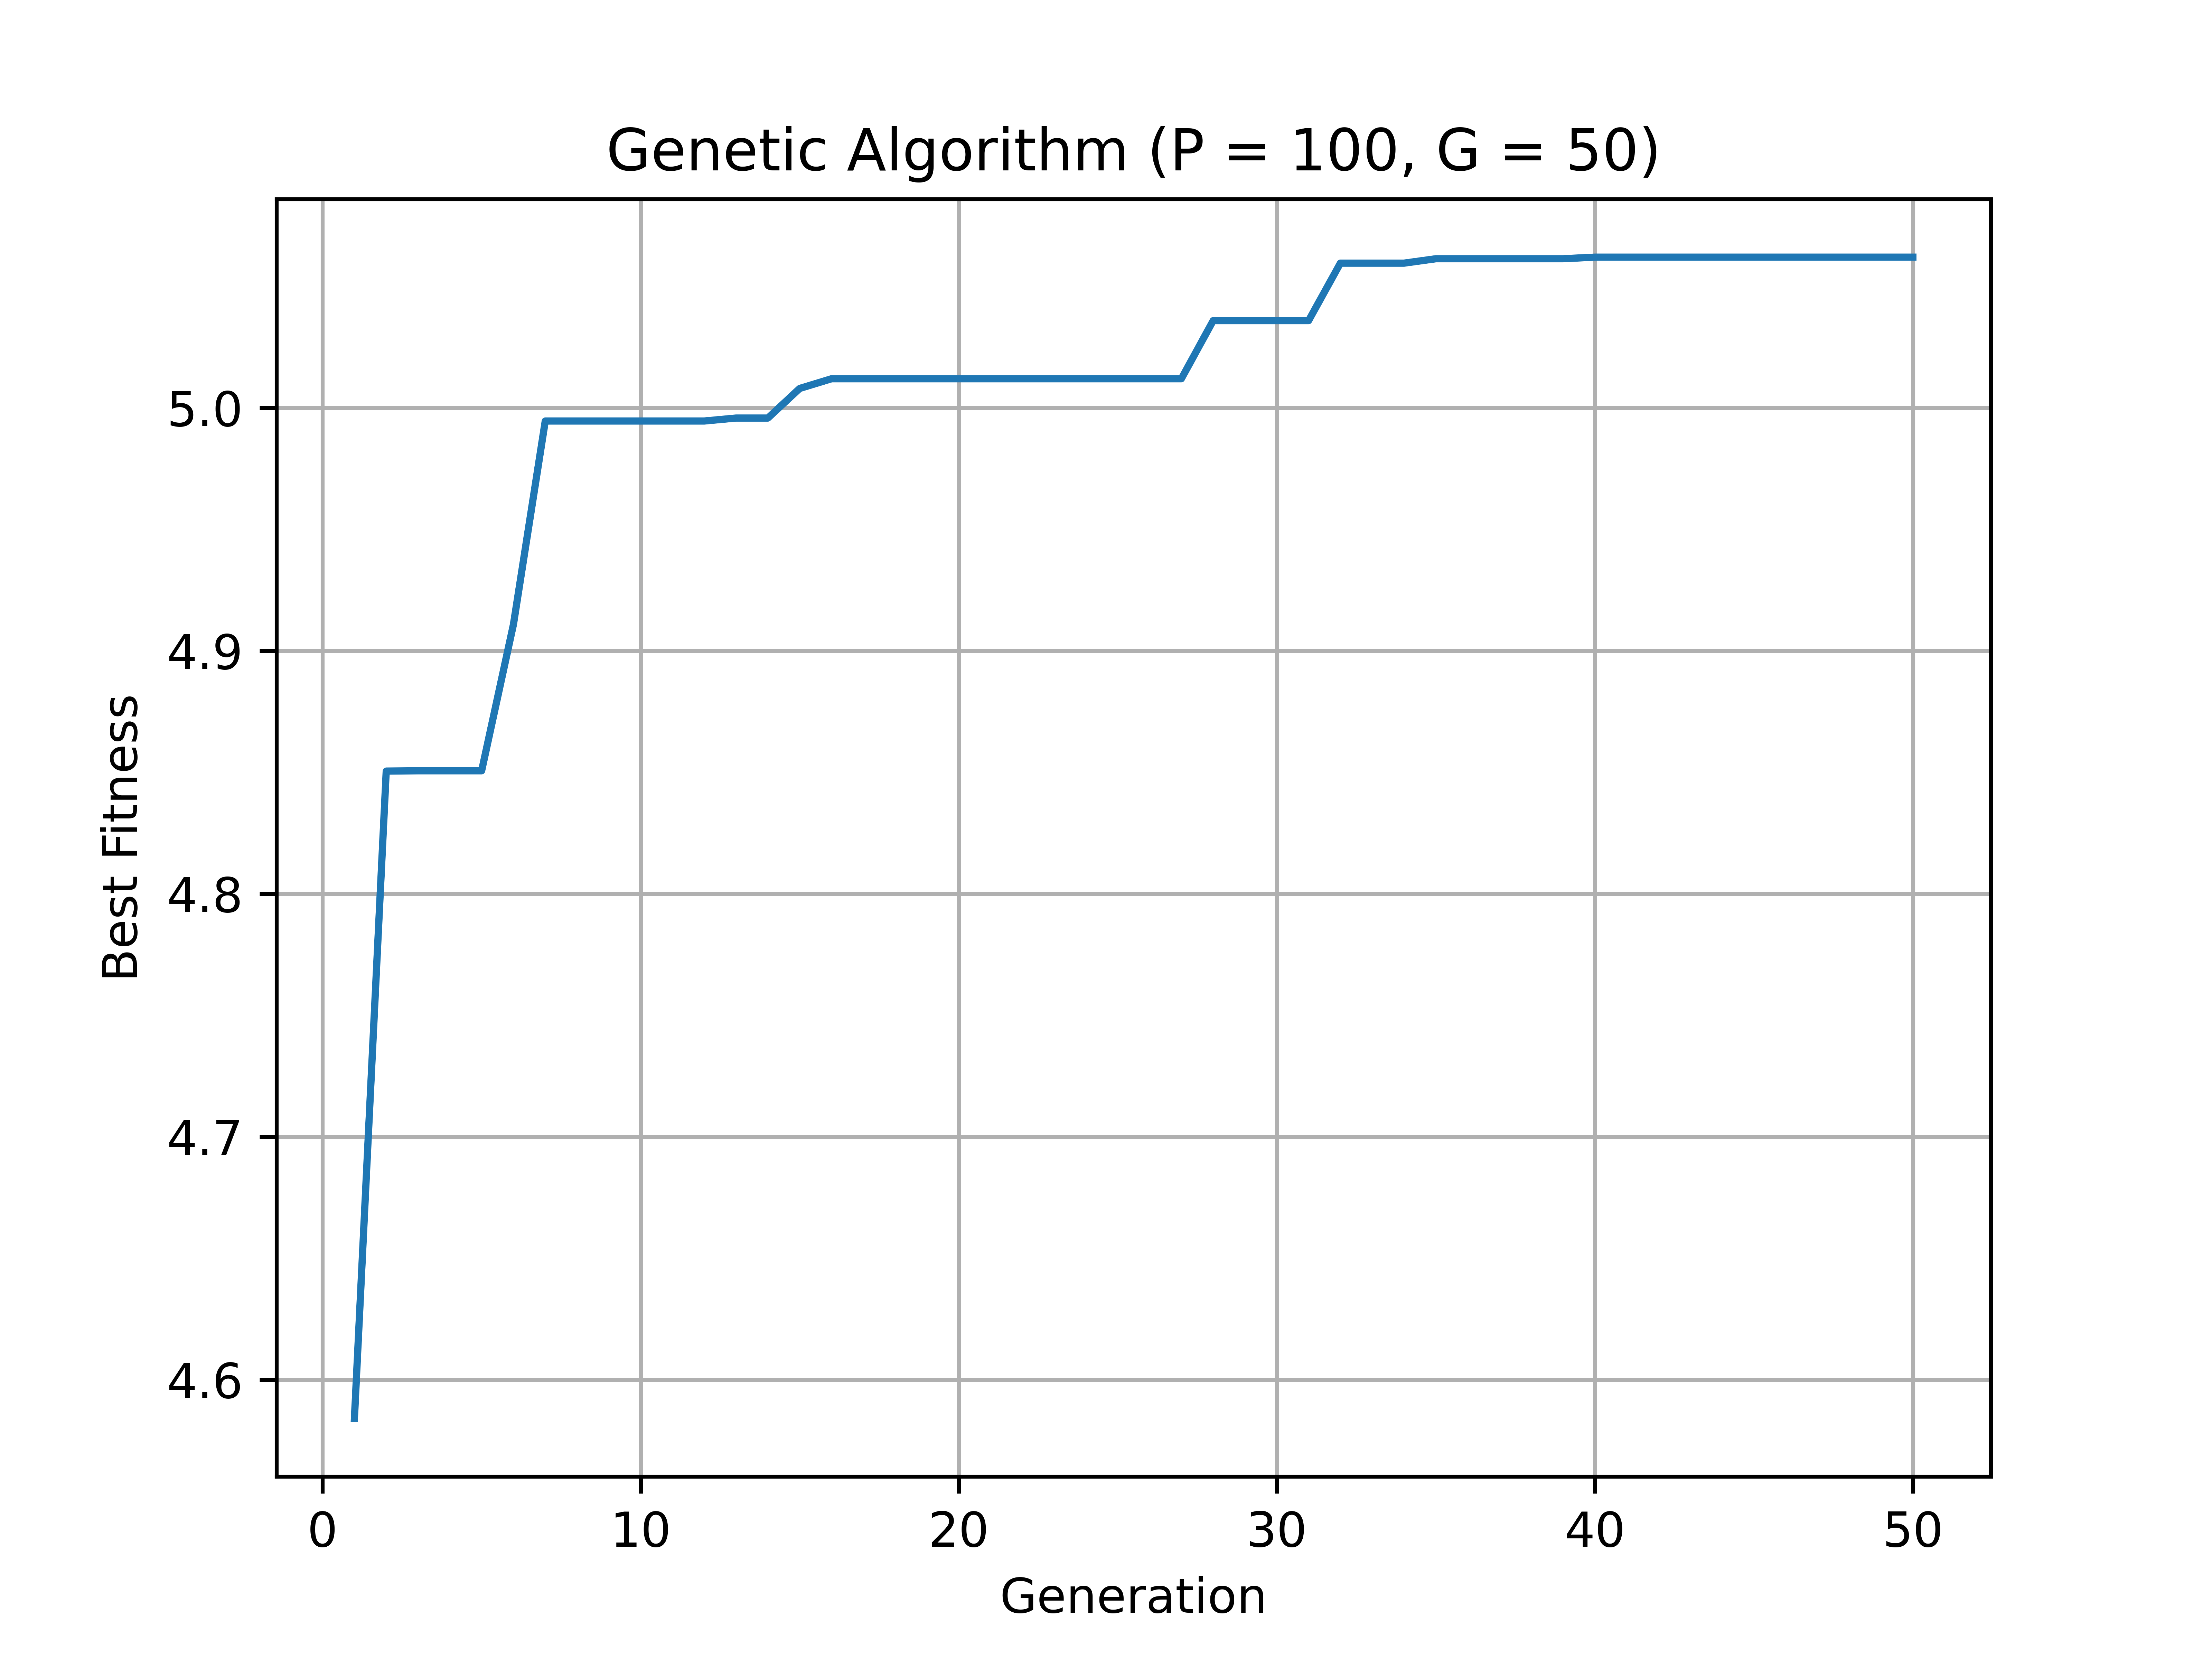 Genetic Algorithm (P = 100, G = 50)
Best Fitness
5.0
4.9
4.8
4.7
4.6
0 10 20 30 40 50
Generation